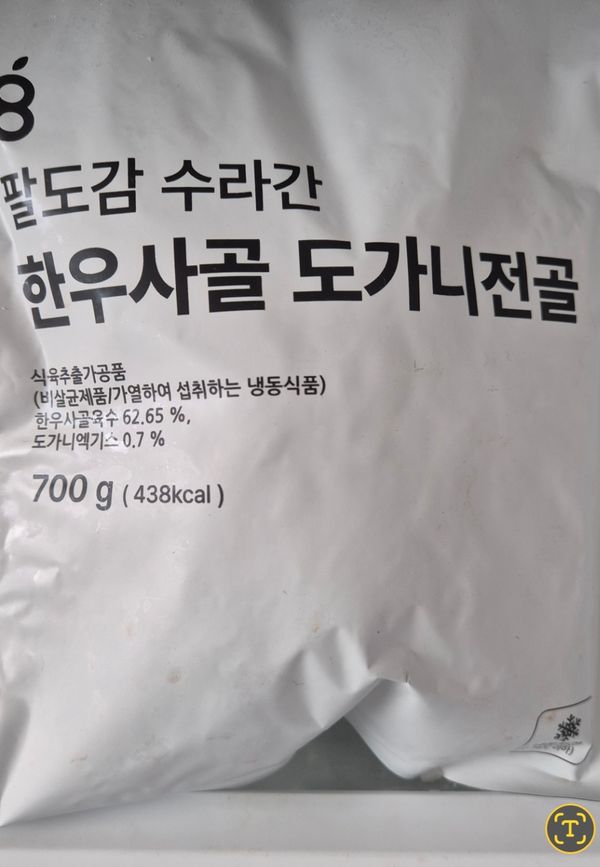 팔도감 수라간
한우사골 도가니전골
식육추출가공품
(비살균제품/가열하여 섭취하는 냉동식품)
한우사골육수 62.65 %,
도가니엑기스 0.7 %
700 g ( 438kcal )